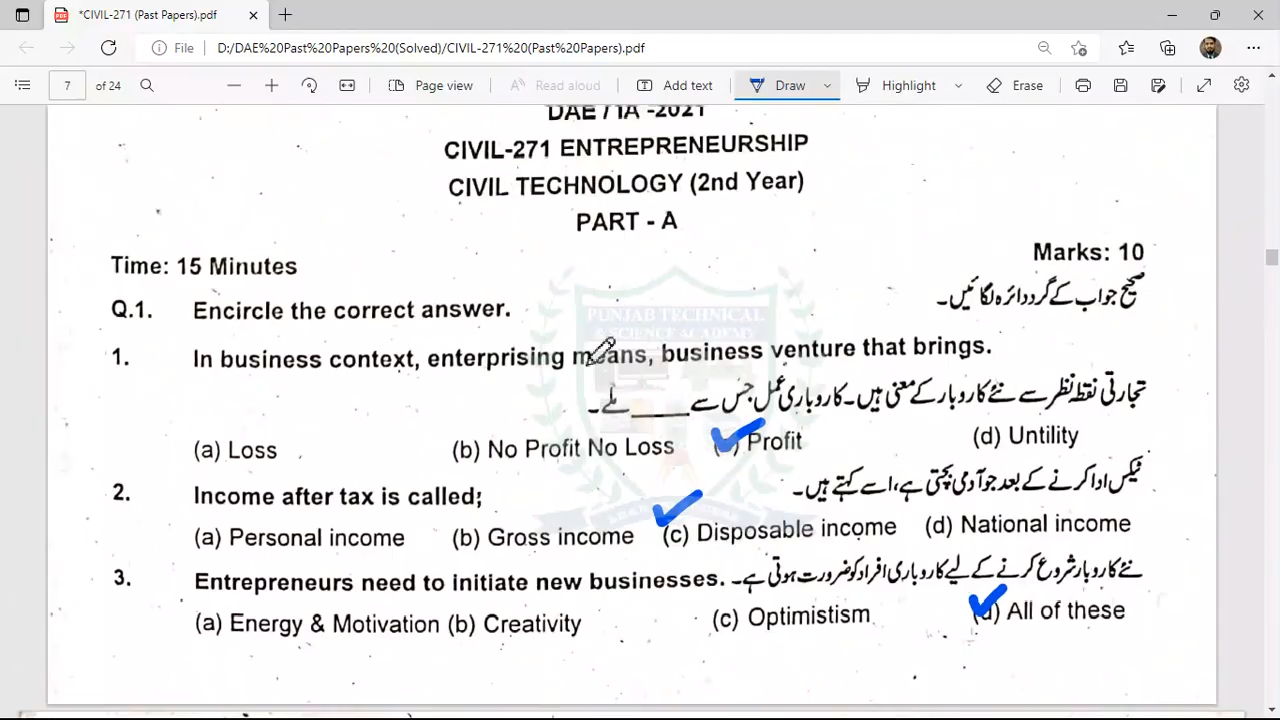 *CIVIL-271 (Past Papers).pdf
File D:/DAE%20Past%20Papers%20(Solved)/CIVIL-271%20(Past%20Papers).pdf
7 of 24 Page view Read aloud Add text Draw Highlight Erase
DAE / IA -2021
CIVIL-271 ENTREPRENEURSHIP
CIVIL TECHNOLOGY (2nd Year)
PART - A
Time: 15 Minutes Marks: 10
Q.1. Encircle the correct answer. صحیح جواب کے گرد دائرہ لگائیں۔
PUNJAB TECHNICAL
& SCIENCE ACADEMY
1. In business context, enterprising means, business venture that brings.
تجارتی نقطہ نظر سے نئے کاروبار کے معنی ہیں۔ کاروباری عمل جس سے ____ ملے۔
(a) Loss (b) No Profit No Loss (c) Profit (d) Untility
2. Income after tax is called; ٹیکس ادا کرنے کے بعد جو آدمی بچتی ہے، اسے کہتے ہیں۔
(a) Personal income (b) Gross income (c) Disposable income (d) National income
3. Entrepreneurs need to initiate new businesses. نئے کاروبار شروع کرنے کے لیے کاروباری افراد کو ضرورت ہوتی ہے۔
(a) Energy & Motivation (b) Creativity (c) Optimistism (d) All of these